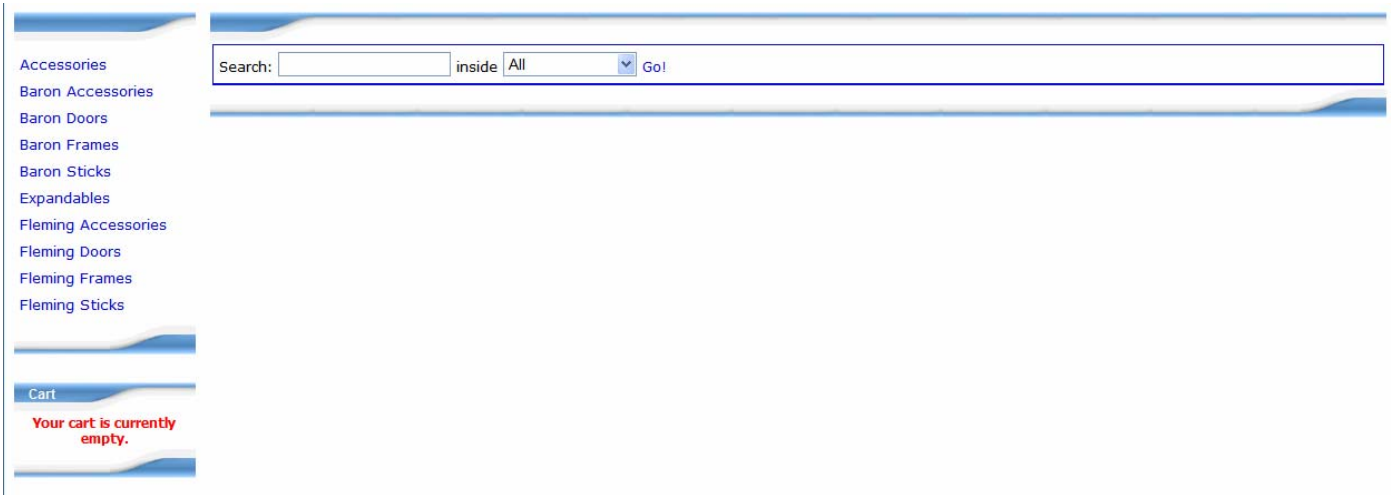 Accessories
Baron Accessories
Baron Doors
Baron Frames
Baron Sticks
Expandables
Fleming Accessories
Fleming Doors
Fleming Frames
Fleming Sticks
Cart
Your cart is currently
empty.
Search: inside All Go!